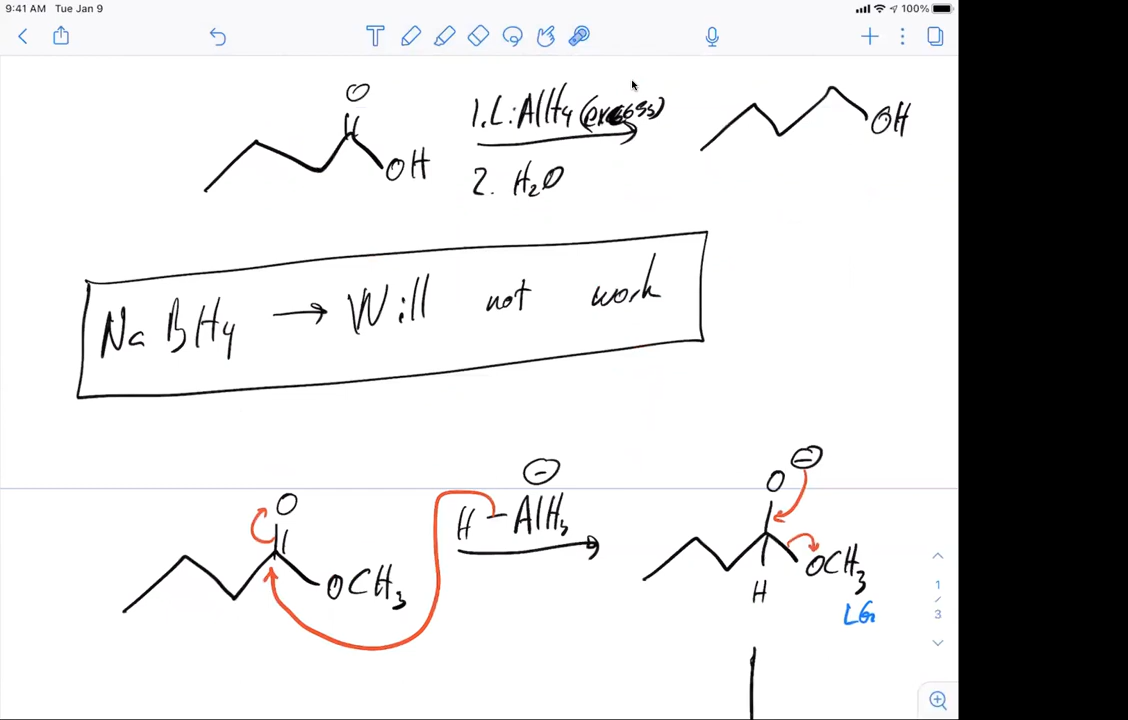 9:41 AM Tue Jan 9
100%
O
OH
1. LiAlH4 (excess)
2. H2O
OH
NaBH4 → Will not work
O
OCH3
⊖
H-AlH3
⊖
O
OCH3
H
LG
1
/
3